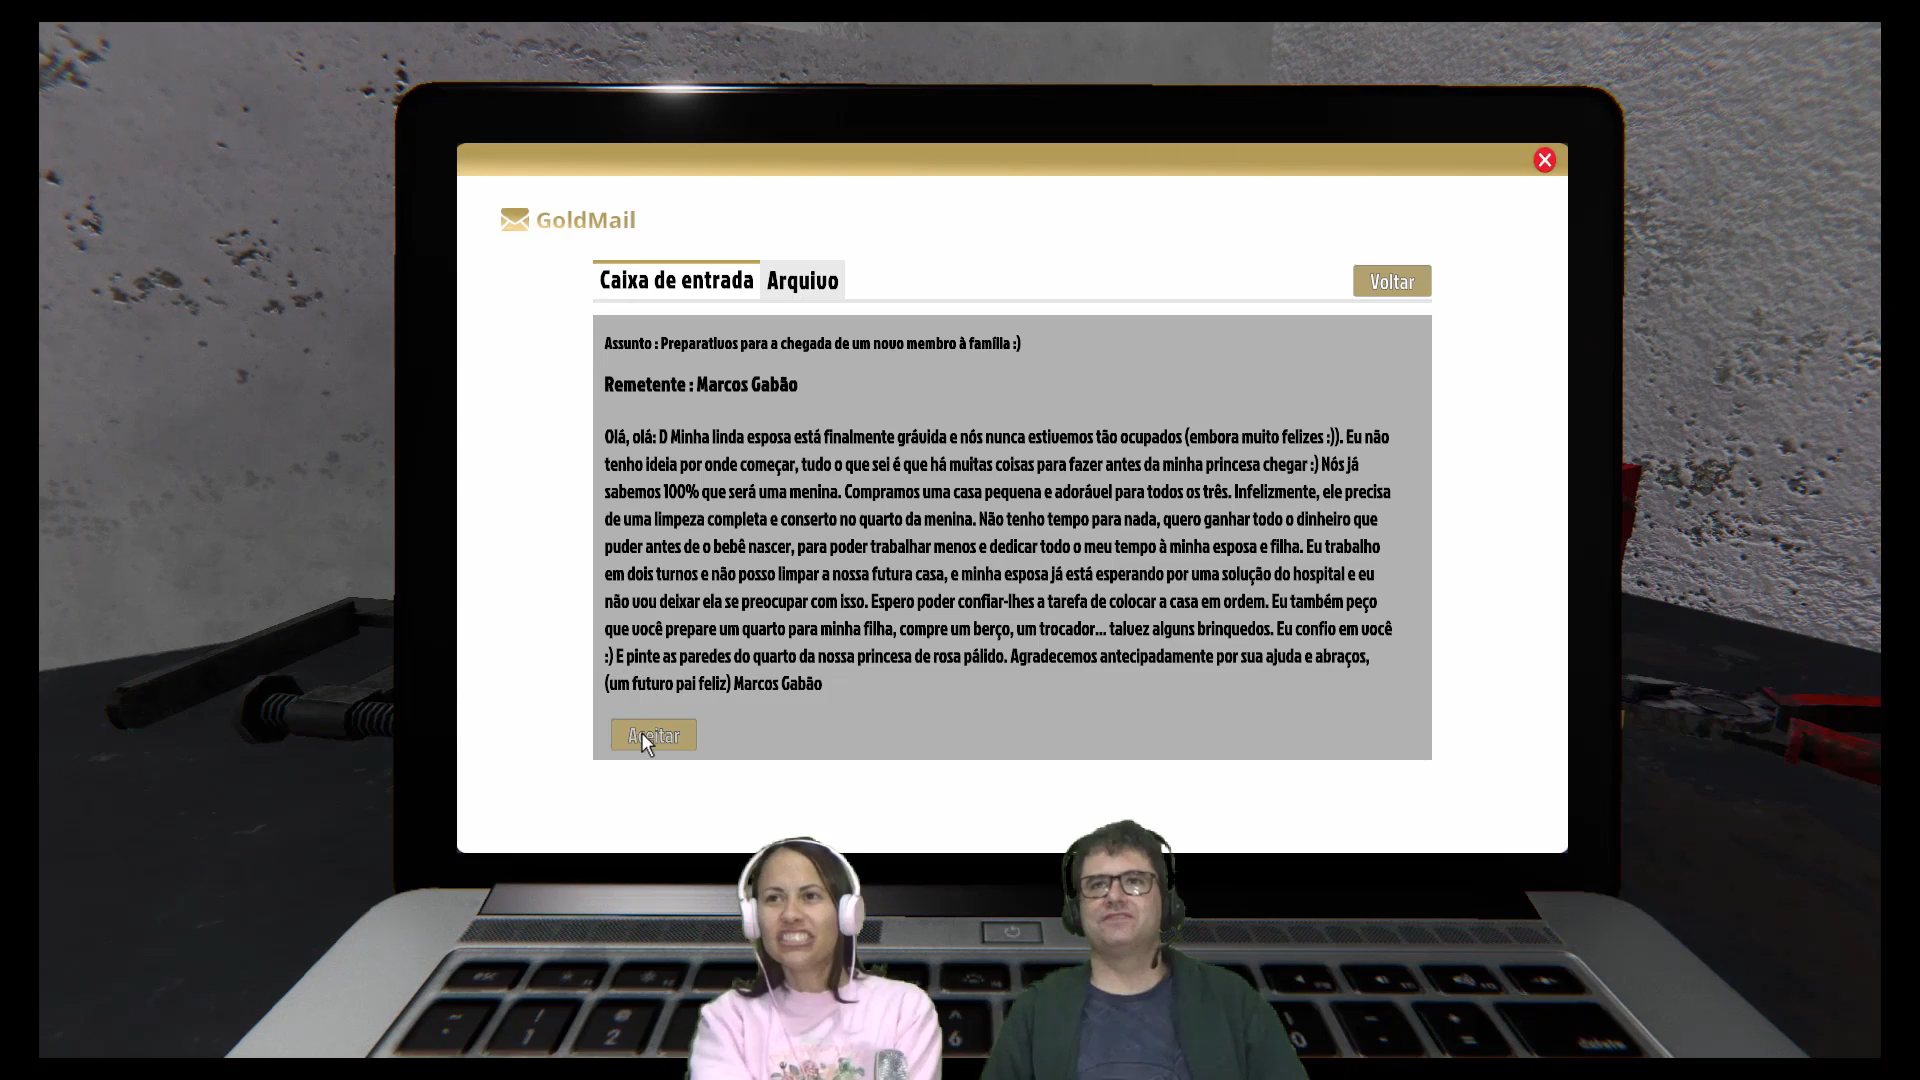 GoldMail
Caixa de entrada
Arquivo
Voltar
Assunto : Preparativos para a chegada de um novo membro à família :)
Remetente : Marcos Gabão
Olá, olá: D Minha linda esposa está finalmente grávida e nós nunca estivemos tão ocupados (embora muito felizes :)). Eu não
tenho ideia por onde começar, tudo o que sei é que há muitas coisas para fazer antes da minha princesa chegar :) Nós já
sabemos 100% que será uma menina. Compramos uma casa pequena e adorável para todos os três. Infelizmente, ele precisa
de uma limpeza completa e conserto no quarto da menina. Não tenho tempo para nada, quero ganhar todo o dinheiro que
puder antes de o bebê nascer, para poder trabalhar menos e dedicar todo o meu tempo à minha esposa e filha. Eu trabalho
em dois turnos e não posso limpar a nossa futura casa, e minha esposa já está esperando por uma solução do hospital e eu
não vou deixar ela se preocupar com isso. Espero poder confiar-lhes a tarefa de colocar a casa em ordem. Eu também peço
que você prepare um quarto para minha filha, compre um berço, um trocador... talvez alguns brinquedos. Eu confio em você
:) E pinte as paredes do quarto da nossa princesa de rosa pálido. Agradecemos antecipadamente por sua ajuda e abraços,
(um futuro pai feliz) Marcos Gabão
Aceitar
esc
! 1
2
^ 6
0
delete